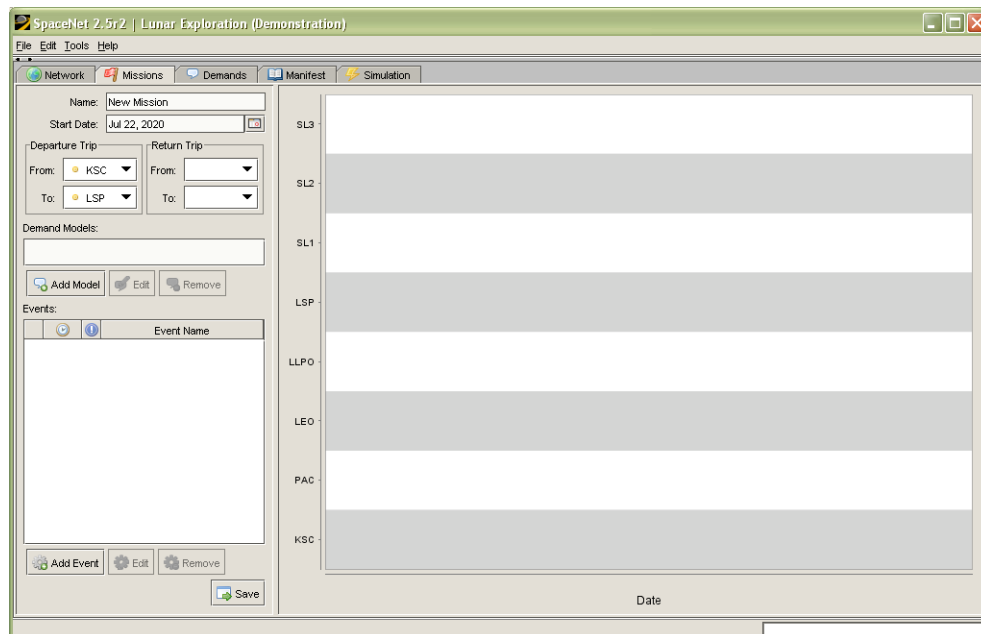 SpaceNet 2.5r2 | Lunar Exploration (Demonstration)
File Edit Tools Help
Network Missions Demands Manifest Simulation
Name: New Mission
Start Date: Jul 22, 2020
Departure Trip Return Trip
From: KSC From:
To: LSP To:
Demand Models:
Add Model Edit Remove
Events:
Event Name
Add Event Edit Remove
Save
SL3
SL2
SL1
LSP
LLPO
LEO
PAC
KSC
Date